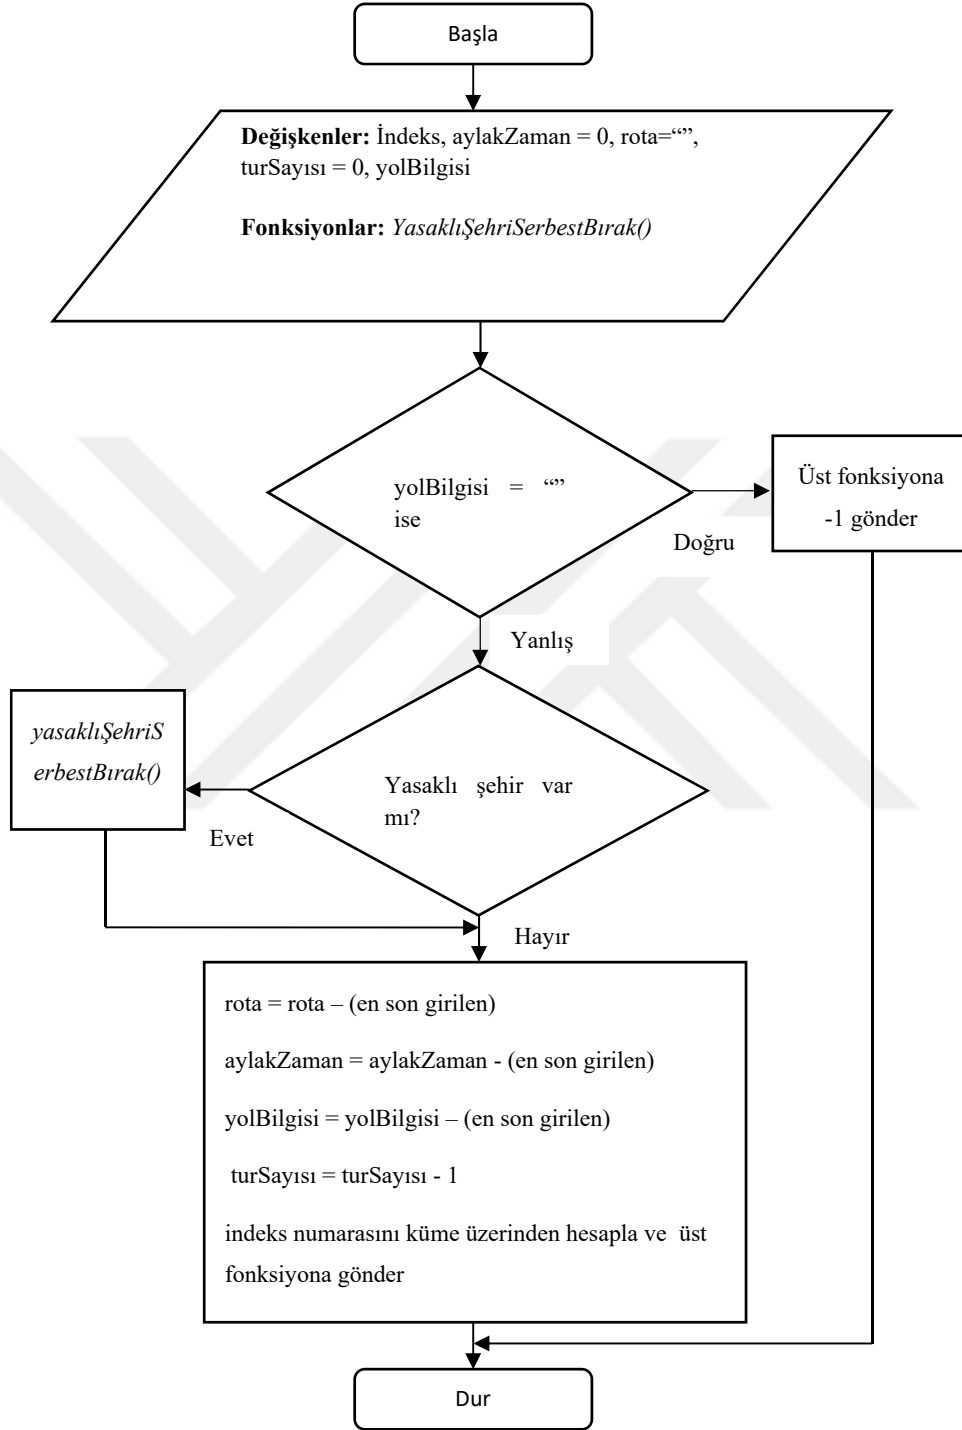 Başla
Değişkenler: İndeks, aylakZaman = 0, rota=“”,
turSayısı = 0, yolBilgisi
Fonksiyonlar: YasaklıŞehriSerbestBırak()
yolBilgisi = “”
ise
Doğru
Üst fonksiyona
-1 gönder
Yanlış
Yasaklı şehir var
mı?
Evet
yasaklıŞehriS
erbestBırak()
Hayır
rota = rota – (en son girilen)
aylakZaman = aylakZaman - (en son girilen)
yolBilgisi = yolBilgisi – (en son girilen)
turSayısı = turSayısı - 1
indeks numarasını küme üzerinden hesapla ve üst
fonksiyona gönder
Dur